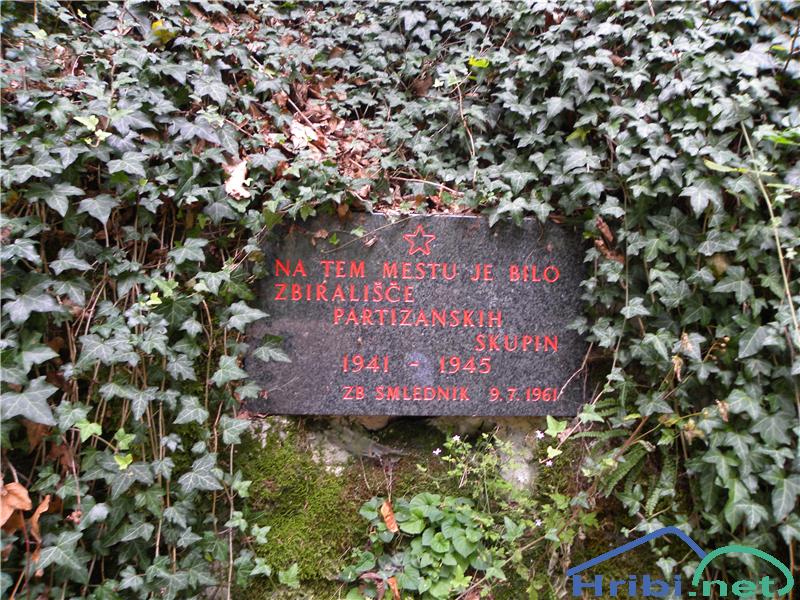 NA TEM MESTU JE BILO
ZBIRALIŠČE
PARTIZANSKIH
SKUPIN
1941 - 1945
ZB SMLEDNIK 9.7.1961
Hribi.net